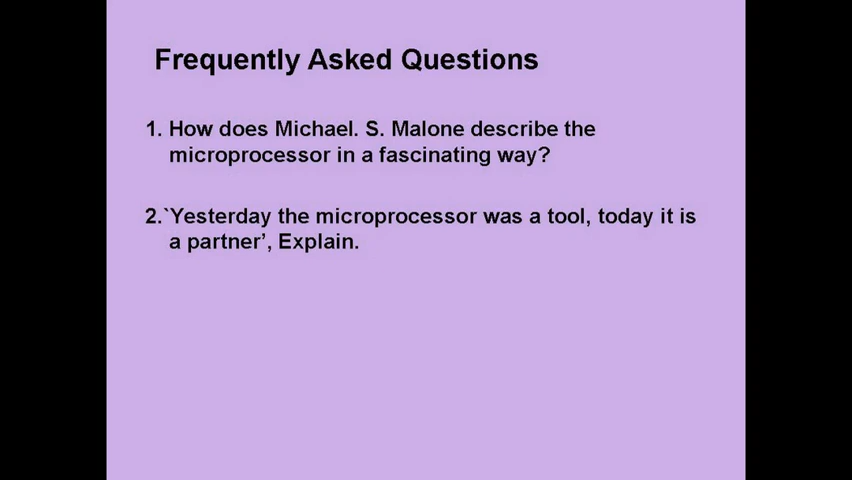 Frequently Asked Questions
1. How does Michael. S. Malone describe the
microprocessor in a fascinating way?
2.`Yesterday the microprocessor was a tool, today it is
a partner’, Explain.